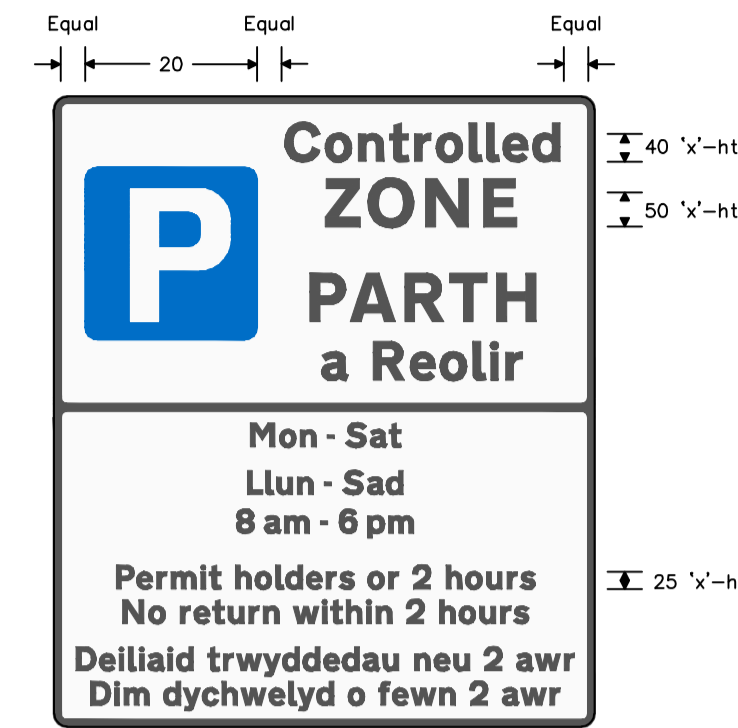 Equal Equal Equal
20
P
Controlled
ZONE
PARTH
a Reolir
40 'x'-ht
50 'x'-ht
Mon - Sat
Llun - Sad
8 am - 6 pm
Permit holders or 2 hours
No return within 2 hours
25 'x'-h
Deiliaid trwyddedau neu 2 awr
Dim dychwelyd o fewn 2 awr